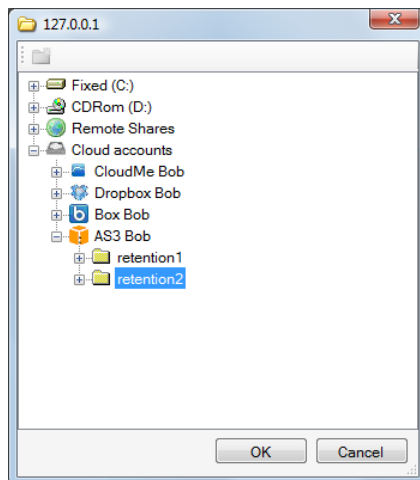 127.0.0.1
Fixed (C:)
CDRom (D:)
Remote Shares
Cloud accounts
CloudMe Bob
Dropbox Bob
Box Bob
AS3 Bob
retention1
retention2
OK Cancel